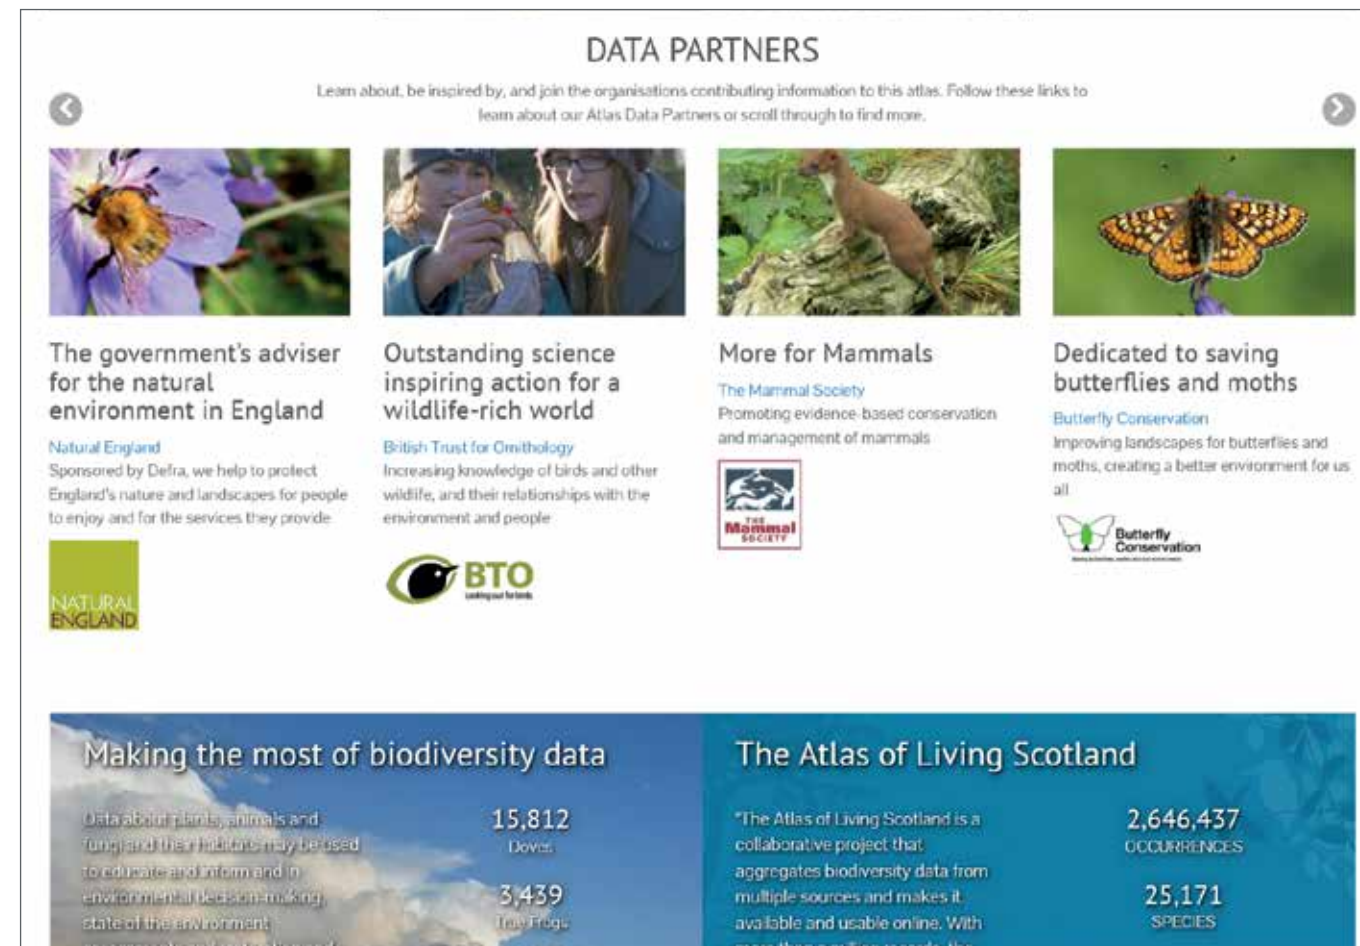 DATA PARTNERS
Learn about, be inspired by, and join the organisations contributing information to this atlas. Follow these links to
learn about our Atlas Data Partners or scroll through to find more.
The government's adviser
for the natural
environment in England
Natural England
Sponsored by Defra, we help to protect
England's nature and landscapes for people
to enjoy and for the services they provide
NATURAL
ENGLAND
Outstanding science
inspiring action for a
wildlife-rich world
British Trust for Ornithology
Increasing knowledge of birds and other
wildlife, and their relationships with the
environment and people
BTO
Looking out for birds
More for Mammals
The Mammal Society
Promoting evidence-based conservation
and management of mammals
THE
Mammal
SOCIETY
Dedicated to saving
butterflies and moths
Butterfly Conservation
Improving landscapes for butterflies and
moths, creating a better environment for us
all
Butterfly
Conservation
Making the most of biodiversity data
Data about plants, animals and
fungi and their habitats may be used
to educate and inform and in
environmental decision-making,
state of the environment
15,812
Doves
3,439
True Frogs
The Atlas of Living Scotland
"The Atlas of Living Scotland is a
collaborative project that
aggregates biodiversity data from
multiple sources and makes it
available and usable online. With
2,646,437
OCCURRENCES
25,171
SPECIES